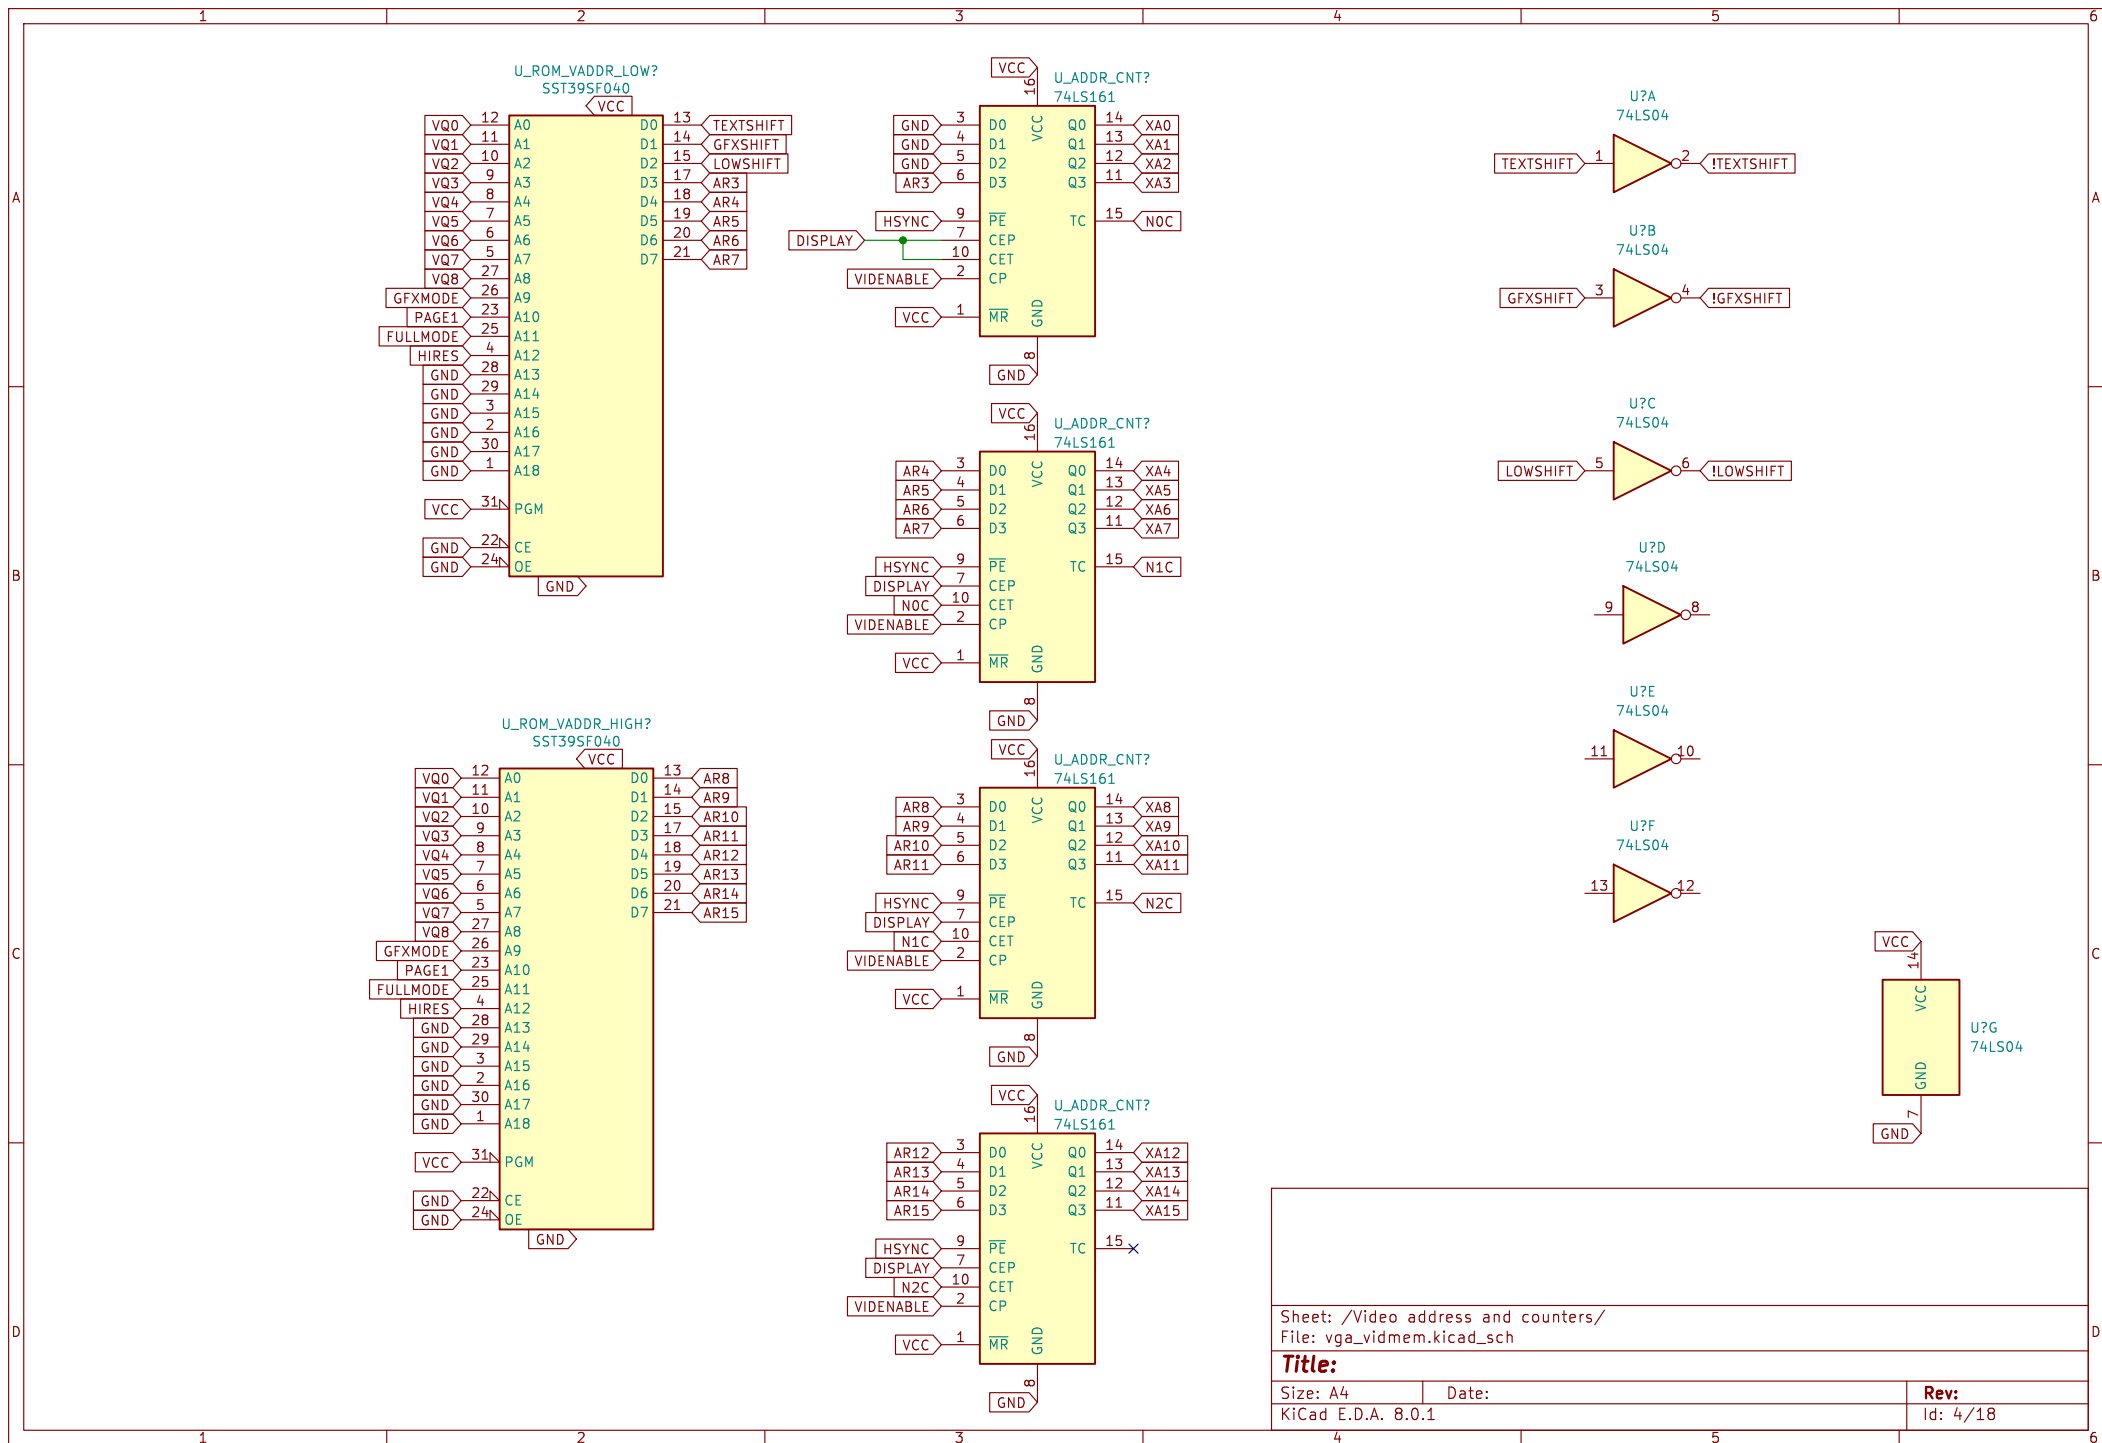 1 2 3 4 5 6
A A
B B
C C
D D
U_ROM_VADDR_LOW?
SST39SF040
VCC
VQ0 12 A0 D0 13 TEXTSHIFT
VQ1 11 A1 D1 14 GFXSHIFT
VQ2 10 A2 D2 15 LOWSHIFT
VQ3 9 A3 D3 17 AR3
VQ4 8 A4 D4 18 AR4
VQ5 7 A5 D5 19 AR5
VQ6 6 A6 D6 20 AR6
VQ7 5 A7 D7 21 AR7
VQ8 27 A8
GFXMODE 26 A9
PAGE1 23 A10
FULLMODE 25 A11
HIRES 4 A12
GND 28 A13
GND 29 A14
GND 3 A15
GND 2 A16
GND 30 A17
GND 1 A18
VCC 31 PGM
GND 22 CE
GND 24 OE
GND
U_ROM_VADDR_HIGH?
SST39SF040
VCC
VQ0 12 A0 D0 13 AR8
VQ1 11 A1 D1 14 AR9
VQ2 10 A2 D2 15 AR10
VQ3 9 A3 D3 17 AR11
VQ4 8 A4 D4 18 AR12
VQ5 7 A5 D5 19 AR13
VQ6 6 A6 D6 20 AR14
VQ7 5 A7 D7 21 AR15
VQ8 27 A8
GFXMODE 26 A9
PAGE1 23 A10
FULLMODE 25 A11
HIRES 4 A12
GND 28 A13
GND 29 A14
GND 3 A15
GND 2 A16
GND 30 A17
GND 1 A18
VCC 31 PGM
GND 22 CE
GND 24 OE
GND
VCC 16 VCC
U_ADDR_CNT?
74LS161
GND 3 D0 Q0 14 XA0
GND 4 D1 Q1 13 XA1
GND 5 D2 Q2 12 XA2
AR3 6 D3 Q3 11 XA3
HSYNC 9 PE TC 15 N0C
DISPLAY 7 CEP
10 CET
VIDENABLE 2 CP
VCC 1 MR
GND 8 GND
VCC 16 VCC
U_ADDR_CNT?
74LS161
AR4 3 D0 Q0 14 XA4
AR5 4 D1 Q1 13 XA5
AR6 5 D2 Q2 12 XA6
AR7 6 D3 Q3 11 XA7
HSYNC 9 PE TC 15 N1C
DISPLAY 7 CEP
N0C 10 CET
VIDENABLE 2 CP
VCC 1 MR
GND 8 GND
VCC 16 VCC
U_ADDR_CNT?
74LS161
AR8 3 D0 Q0 14 XA8
AR9 4 D1 Q1 13 XA9
AR10 5 D2 Q2 12 XA10
AR11 6 D3 Q3 11 XA11
HSYNC 9 PE TC 15 N2C
DISPLAY 7 CEP
N1C 10 CET
VIDENABLE 2 CP
VCC 1 MR
GND 8 GND
VCC 16 VCC
U_ADDR_CNT?
74LS161
AR12 3 D0 Q0 14 XA12
AR13 4 D1 Q1 13 XA13
AR14 5 D2 Q2 12 XA14
AR15 6 D3 Q3 11 XA15
HSYNC 9 PE TC 15
DISPLAY 7 CEP
N2C 10 CET
VIDENABLE 2 CP
VCC 1 MR
GND 8 GND
U?A
74LS04
TEXTSHIFT 1 2 !TEXTSHIFT
U?B
74LS04
GFXSHIFT 3 4 !GFXSHIFT
U?C
74LS04
LOWSHIFT 5 6 !LOWSHIFT
U?D
74LS04
9 8
U?E
74LS04
11 10
U?F
74LS04
13 12
VCC 14 VCC
U?G
74LS04
GND 7 GND
Sheet: /Video address and counters/
File: vga_vidmem.kicad_sch
Title:
Size: A4 Date: Rev:
KiCad E.D.A. 8.0.1 Id: 4/18
1 2 3 4 5 6